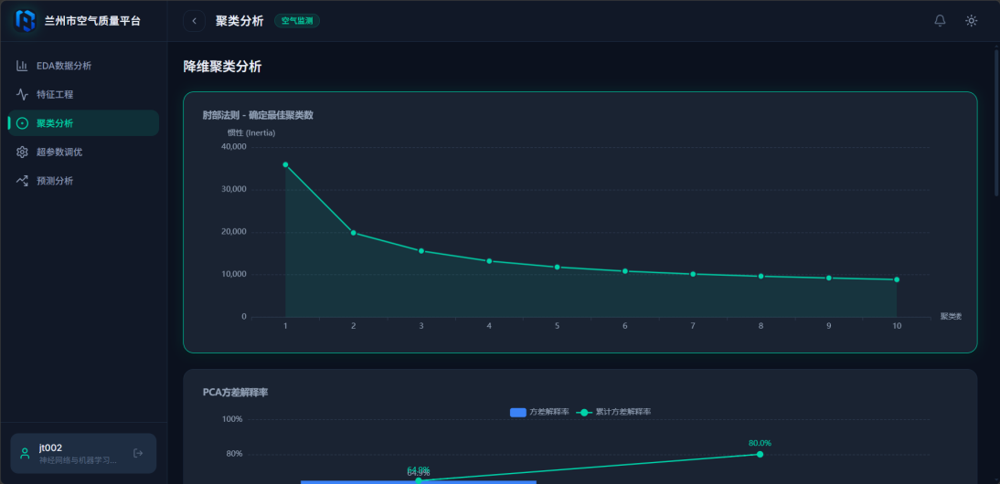 兰州市空气质量平台
聚类分析
空气监测
EDA数据分析
特征工程
聚类分析
超参数调优
预测分析
降维聚类分析
肘部法则 - 确定最佳聚类数
惯性 (Inertia)
40,000
30,000
20,000
10,000
0
1 2 3 4 5 6 7 8 9 10
聚类数
PCA方差解释率
方差解释率 累计方差解释率
100%
80%
80.0%
64.9%
64.9%
jt002
神经网络与机器学习...